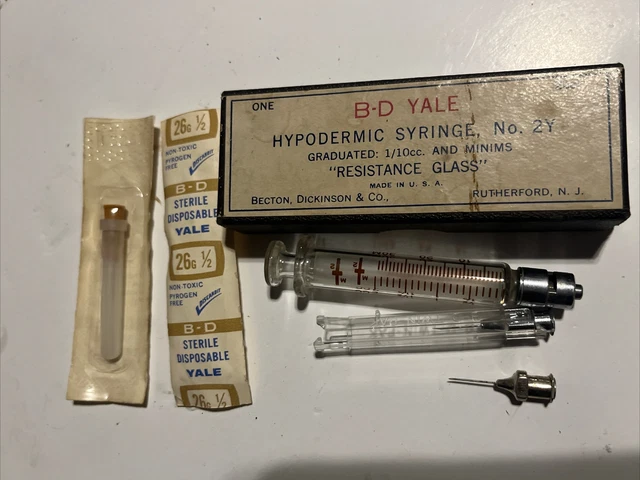 ONE
B-D YALE
HYPODERMIC SYRINGE, No. 2Y
GRADUATED: 1/10cc. AND MINIMS
"RESISTANCE GLASS"
MADE IN U. S. A.
BECTON, DICKINSON & Co., RUTHERFORD, N. J.
26G 1/2
NON-TOXIC
PYROGEN
FREE
DISCARDIT
B-D
STERILE
DISPOSABLE
YALE
26G 1/2
NON-TOXIC
PYROGEN
FREE
DISCARDIT
B-D
STERILE
DISPOSABLE
YALE
26G 1/2